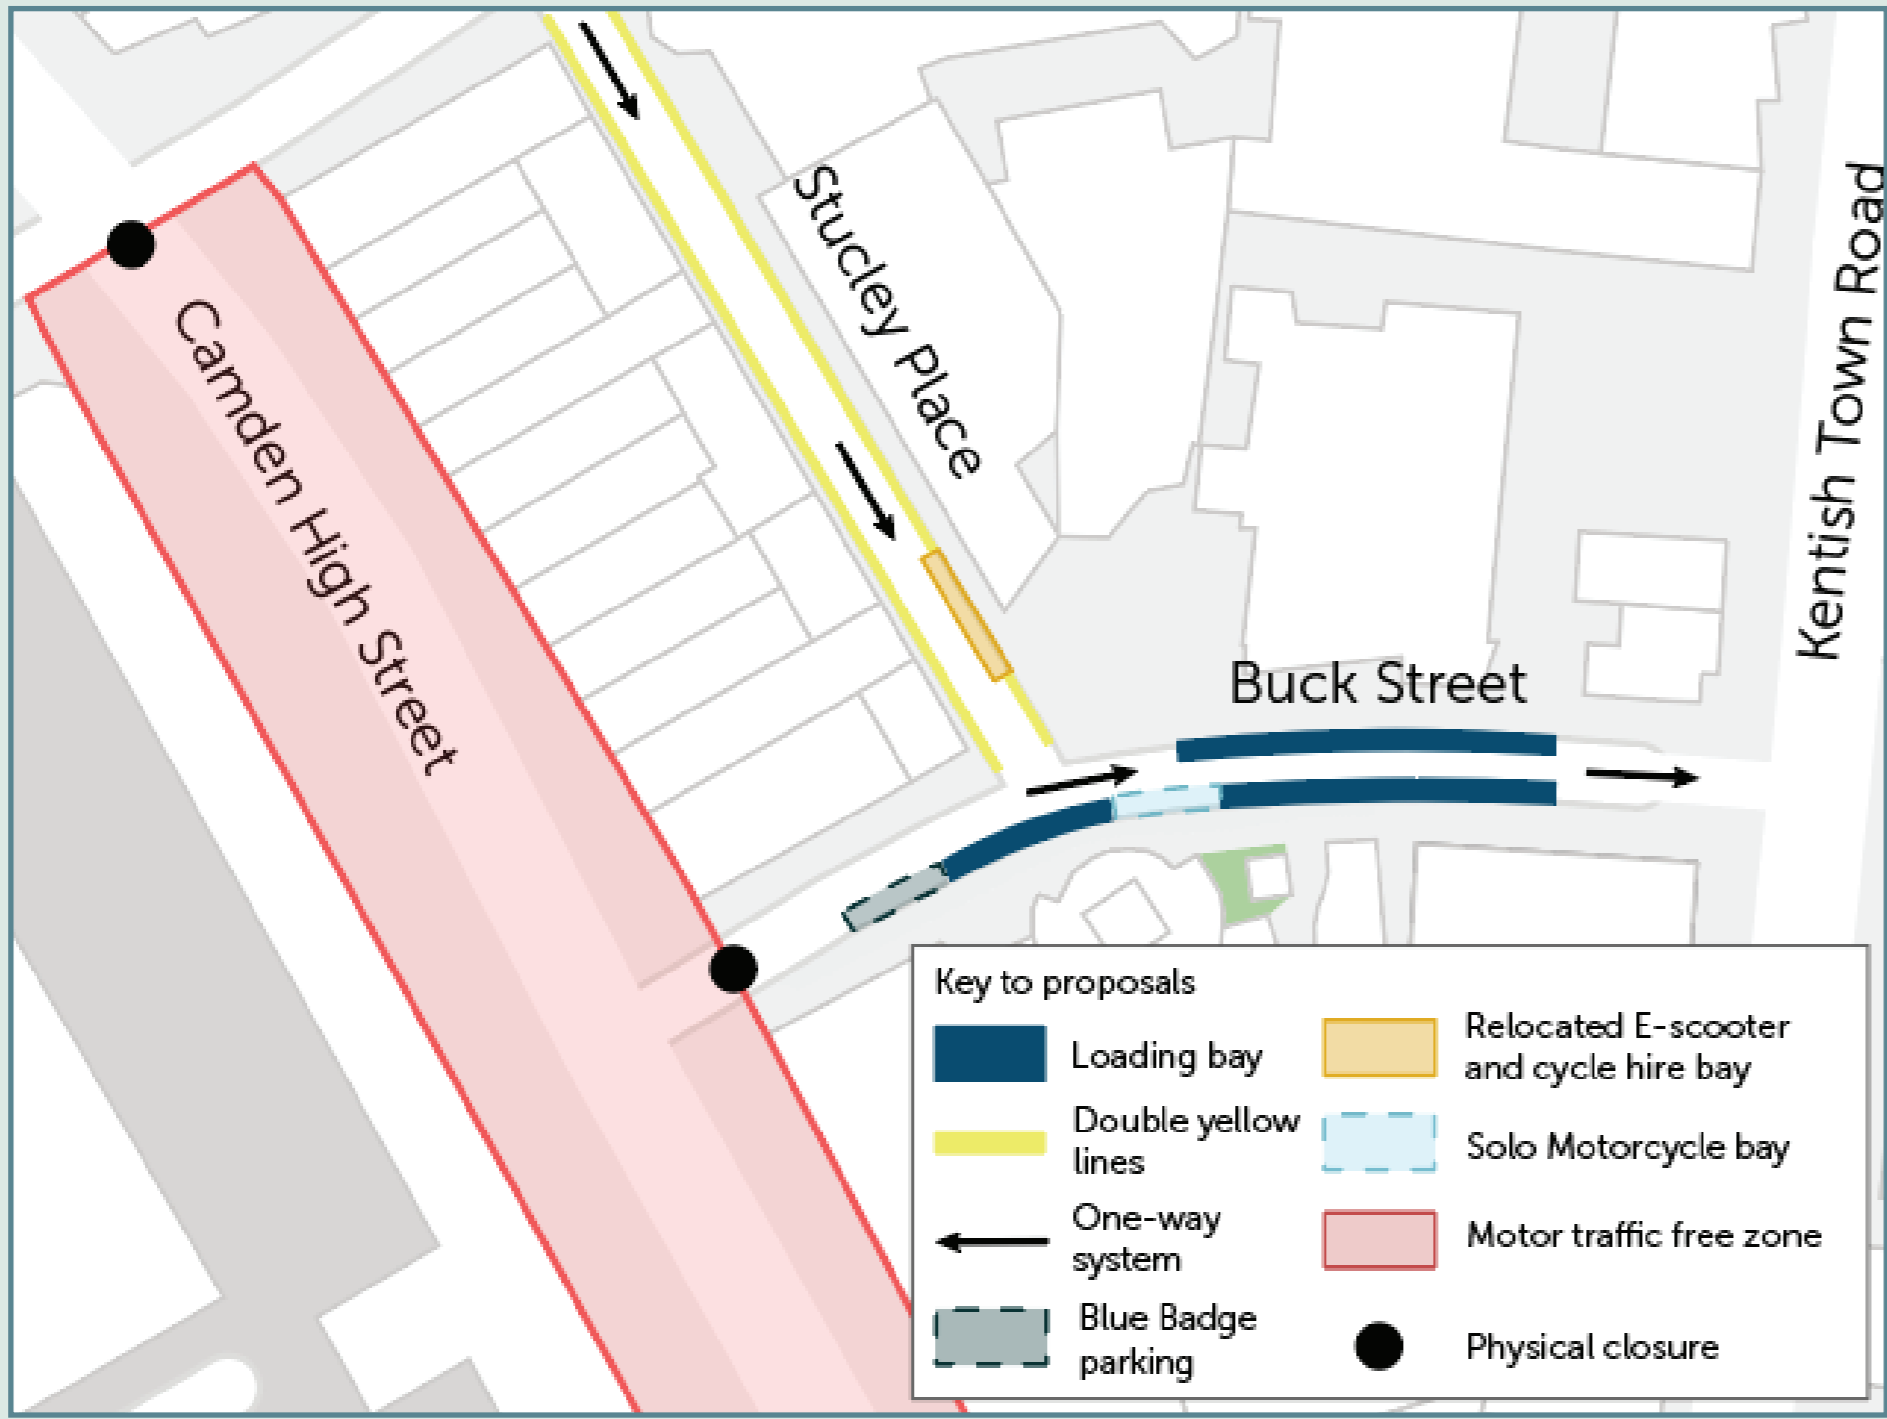 Stucley Place
Camden High Street
Kentish Town Road
Buck Street
Key to proposals
Loading bay
Double yellow
lines
One-way
system
Blue Badge
parking
Relocated E-scooter
and cycle hire bay
Solo Motorcycle bay
Motor traffic free zone
Physical closure